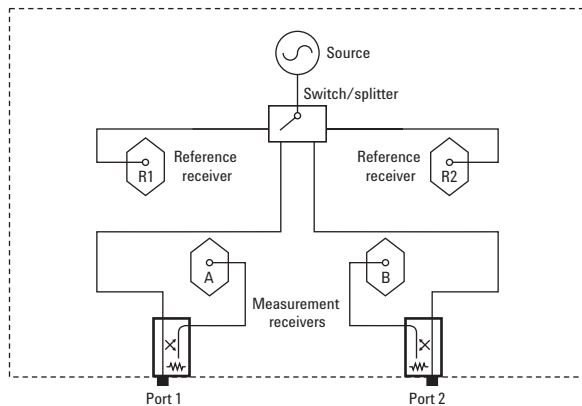 Source
Switch/splitter
Reference
receiver
R1
Reference
receiver
R2
A
B
Measurement
receivers
Port 1
Port 2